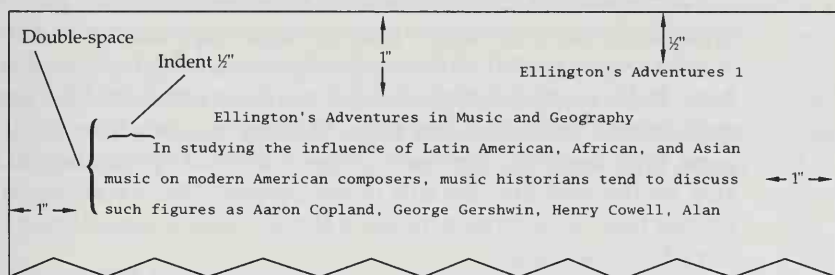 Double-space
½"
1"
Indent ½"
Ellington's Adventures 1
Ellington's Adventures in Music and Geography
In studying the influence of Latin American, African, and Asian
music on modern American composers, music historians tend to discuss
1"
1"
such figures as Aaron Copland, George Gershwin, Henry Cowell, Alan